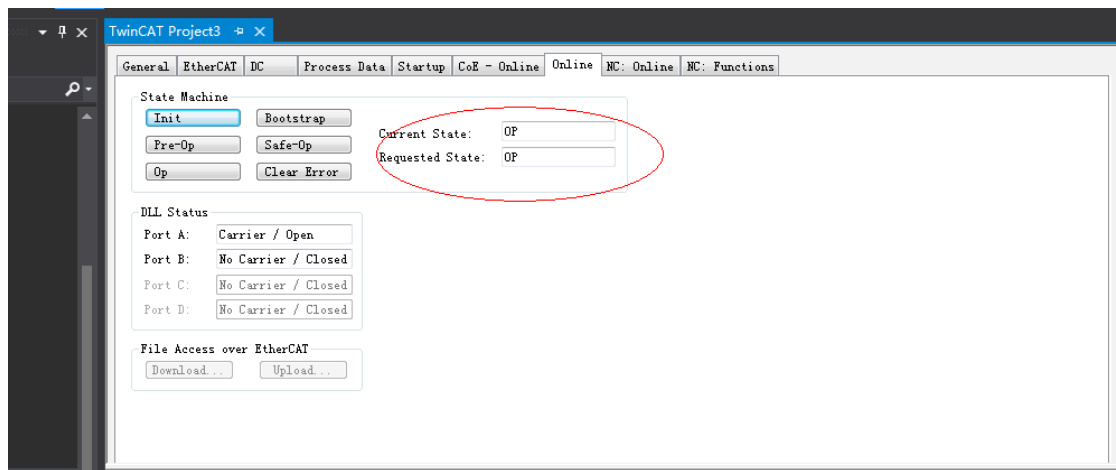 TwinCAT Project3
General EtherCAT DC Process Data Startup CoE - Online Online NC: Online NC: Functions
State Machine
Init Bootstrap
Current State: OP
Pre-Op Safe-Op
Requested State: OP
Op Clear Error
DLL Status
Port A: Carrier / Open
Port B: No Carrier / Closed
Port C: No Carrier / Closed
Port D: No Carrier / Closed
File Access over EtherCAT
Download... Upload...